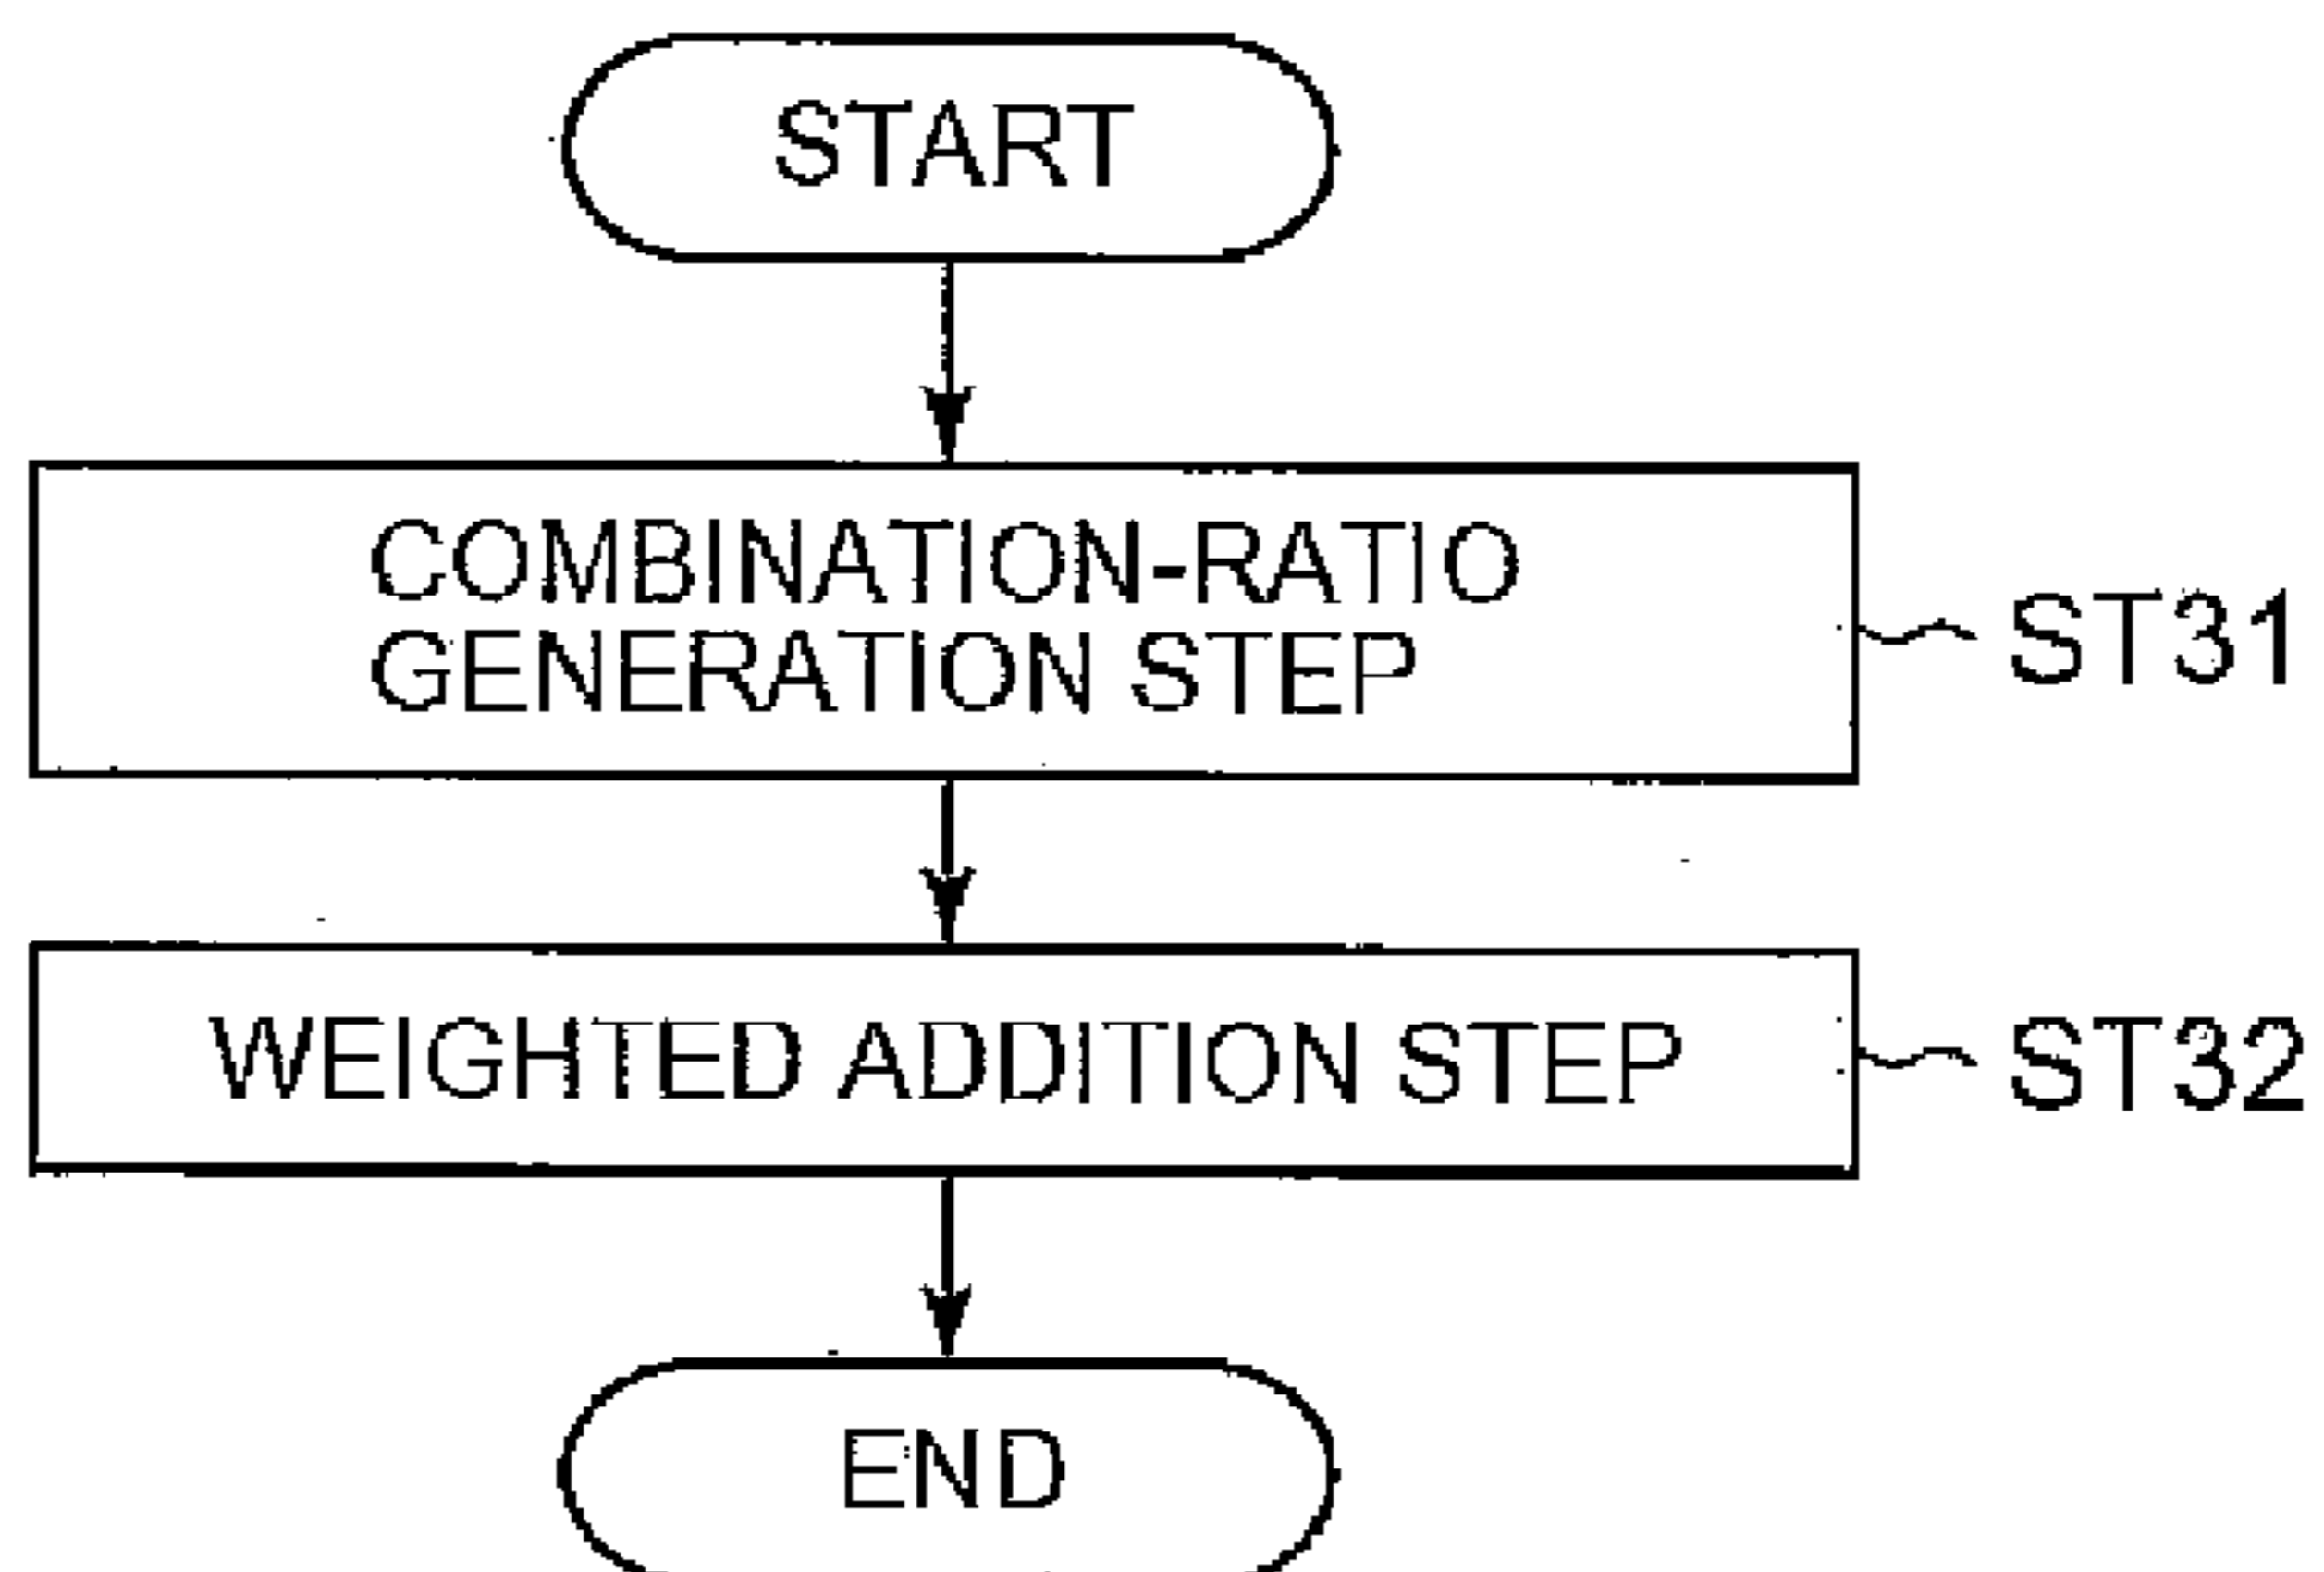 START
COMBINATION-RATIO
GENERATION STEP
ST31
WEIGHTED ADDITION STEP
ST32
END